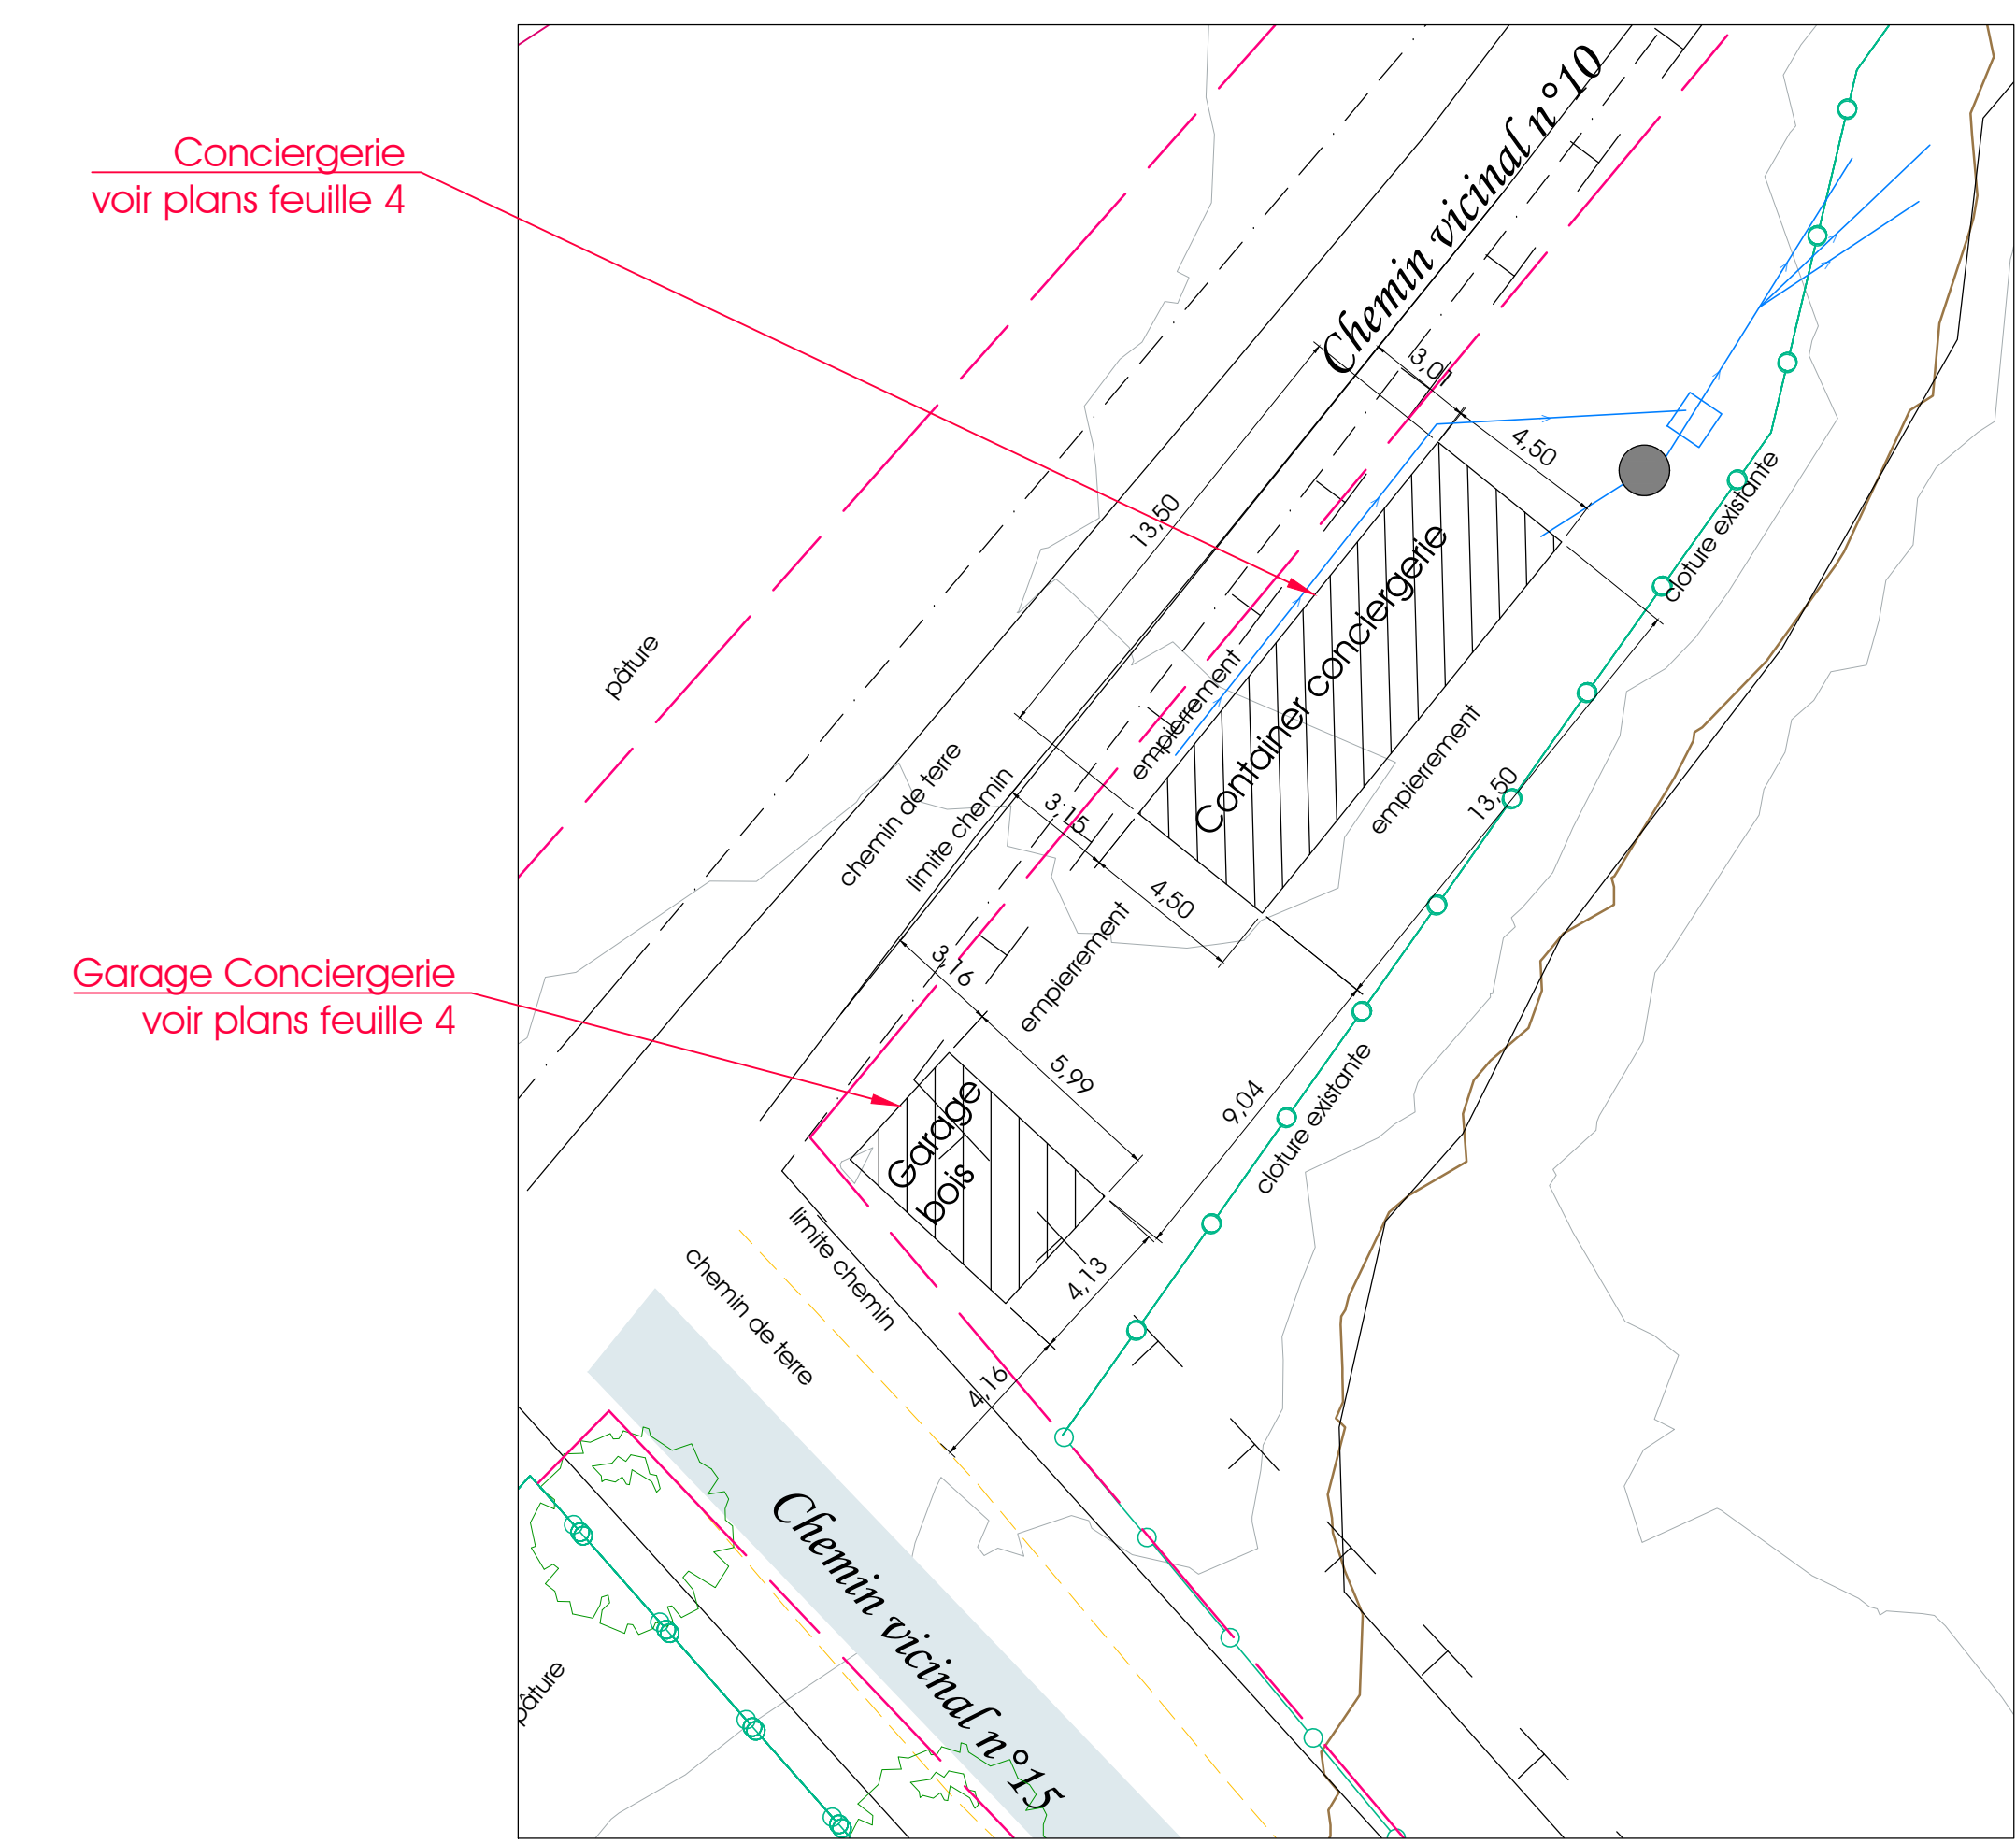 Conciergerie
voir plans feuille 4
Chemin vicinal n°10
3,0
4,50
13,50
cloture existante
pâture
Container conciergerie
empierrement
empierrement
13,50
chemin de terre
limite chemin
3,15
4,50
Garage Conciergerie
voir plans feuille 4
3,16
empierrement
5,99
9,04
cloture existante
Garage
bois
4,13
limite chemin
chemin de terre
4,16
Chemin vicinal n°15
pâture